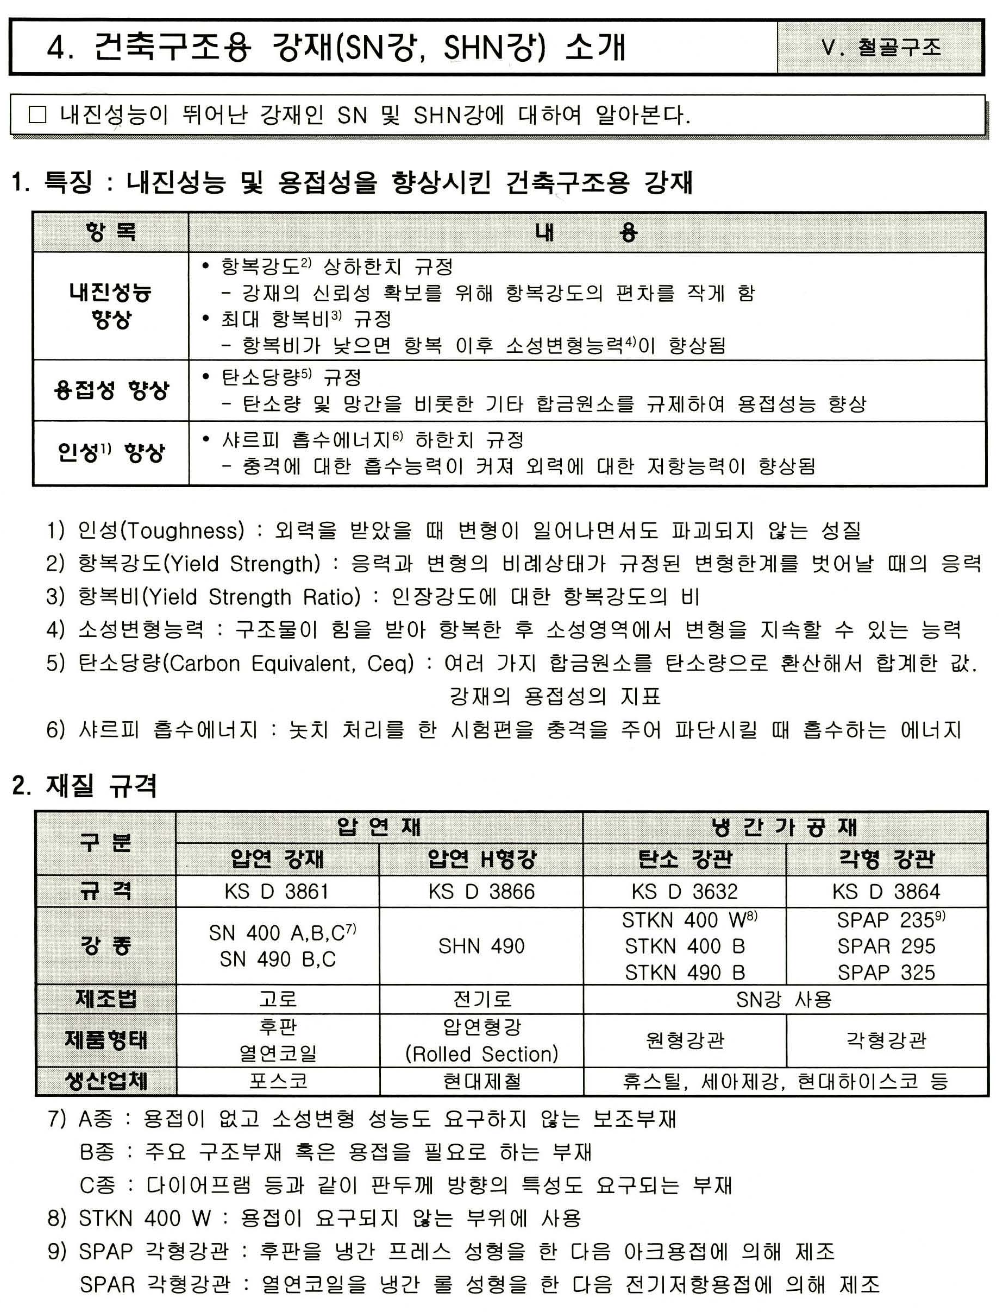 4. 건축구조용 강재(SN강, SHN강) 소개
Ⅴ. 철골구조
□ 내진성능이 뛰어난 강재인 SN 및 SHN강에 대하여 알아본다.
1. 특징 : 내진성능 및 용접성을 향상시킨 건축구조용 강재
항 목 내 용
내진성능 향상
• 항복강도2) 상하한치 규정
- 강재의 신뢰성 확보를 위해 항복강도의 편차를 작게 함
• 최대 항복비3) 규정
- 항복비가 낮으면 항복 이후 소성변형능력4)이 향상됨
용접성 향상
• 탄소당량5) 규정
- 탄소량 및 망간을 비롯한 기타 합금원소를 규제하여 용접성능 향상
인성1) 향상
• 샤르피 흡수에너지6) 하한치 규정
- 충격에 대한 흡수능력이 커져 외력에 대한 저항능력이 향상됨
1) 인성(Toughness) : 외력을 받았을 때 변형이 일어나면서도 파괴되지 않는 성질
2) 항복강도(Yield Strength) : 응력과 변형의 비례상태가 규정된 변형한계를 벗어날 때의 응력
3) 항복비(Yield Strength Ratio) : 인장강도에 대한 항복강도의 비
4) 소성변형능력 : 구조물이 힘을 받아 항복한 후 소성영역에서 변형을 지속할 수 있는 능력
5) 탄소당량(Carbon Equivalent, Ceq) : 여러 가지 합금원소를 탄소량으로 환산해서 합계한 값.
강재의 용접성의 지표
6) 샤르피 흡수에너지 : 놋치 처리를 한 시험편을 충격을 주어 파단시킬 때 흡수하는 에너지
2. 재질 규격
구 분 압 연 재 냉 간 가 공 재
압연 강재 압연 H형강 탄소 강관 각형 강관
규 격 KS D 3861 KS D 3866 KS D 3632 KS D 3864
강 종
SN 400 A,B,C7)
SN 490 B,C
SHN 490
STKN 400 W8)
STKN 400 B
STKN 490 B
SPAP 2359)
SPAR 295
SPAP 325
제조법 고로 전기로 SN강 사용
제품형태
후판
열연코일
압연형강
(Rolled Section)
원형강관
각형강관
생산업체 포스코 현대제철 휴스틸, 세아제강, 현대하이스코 등
7) A종 : 용접이 없고 소성변형 성능도 요구하지 않는 보조부재
B종 : 주요 구조부재 혹은 용접을 필요로 하는 부재
C종 : 다이어프램 등과 같이 판두께 방향의 특성도 요구되는 부재
8) STKN 400 W : 용접이 요구되지 않는 부위에 사용
9) SPAP 각형강관 : 후판을 냉간 프레스 성형을 한 다음 아크용접에 의해 제조
SPAR 각형강관 : 열연코일을 냉간 롤 성형을 한 다음 전기저항용접에 의해 제조